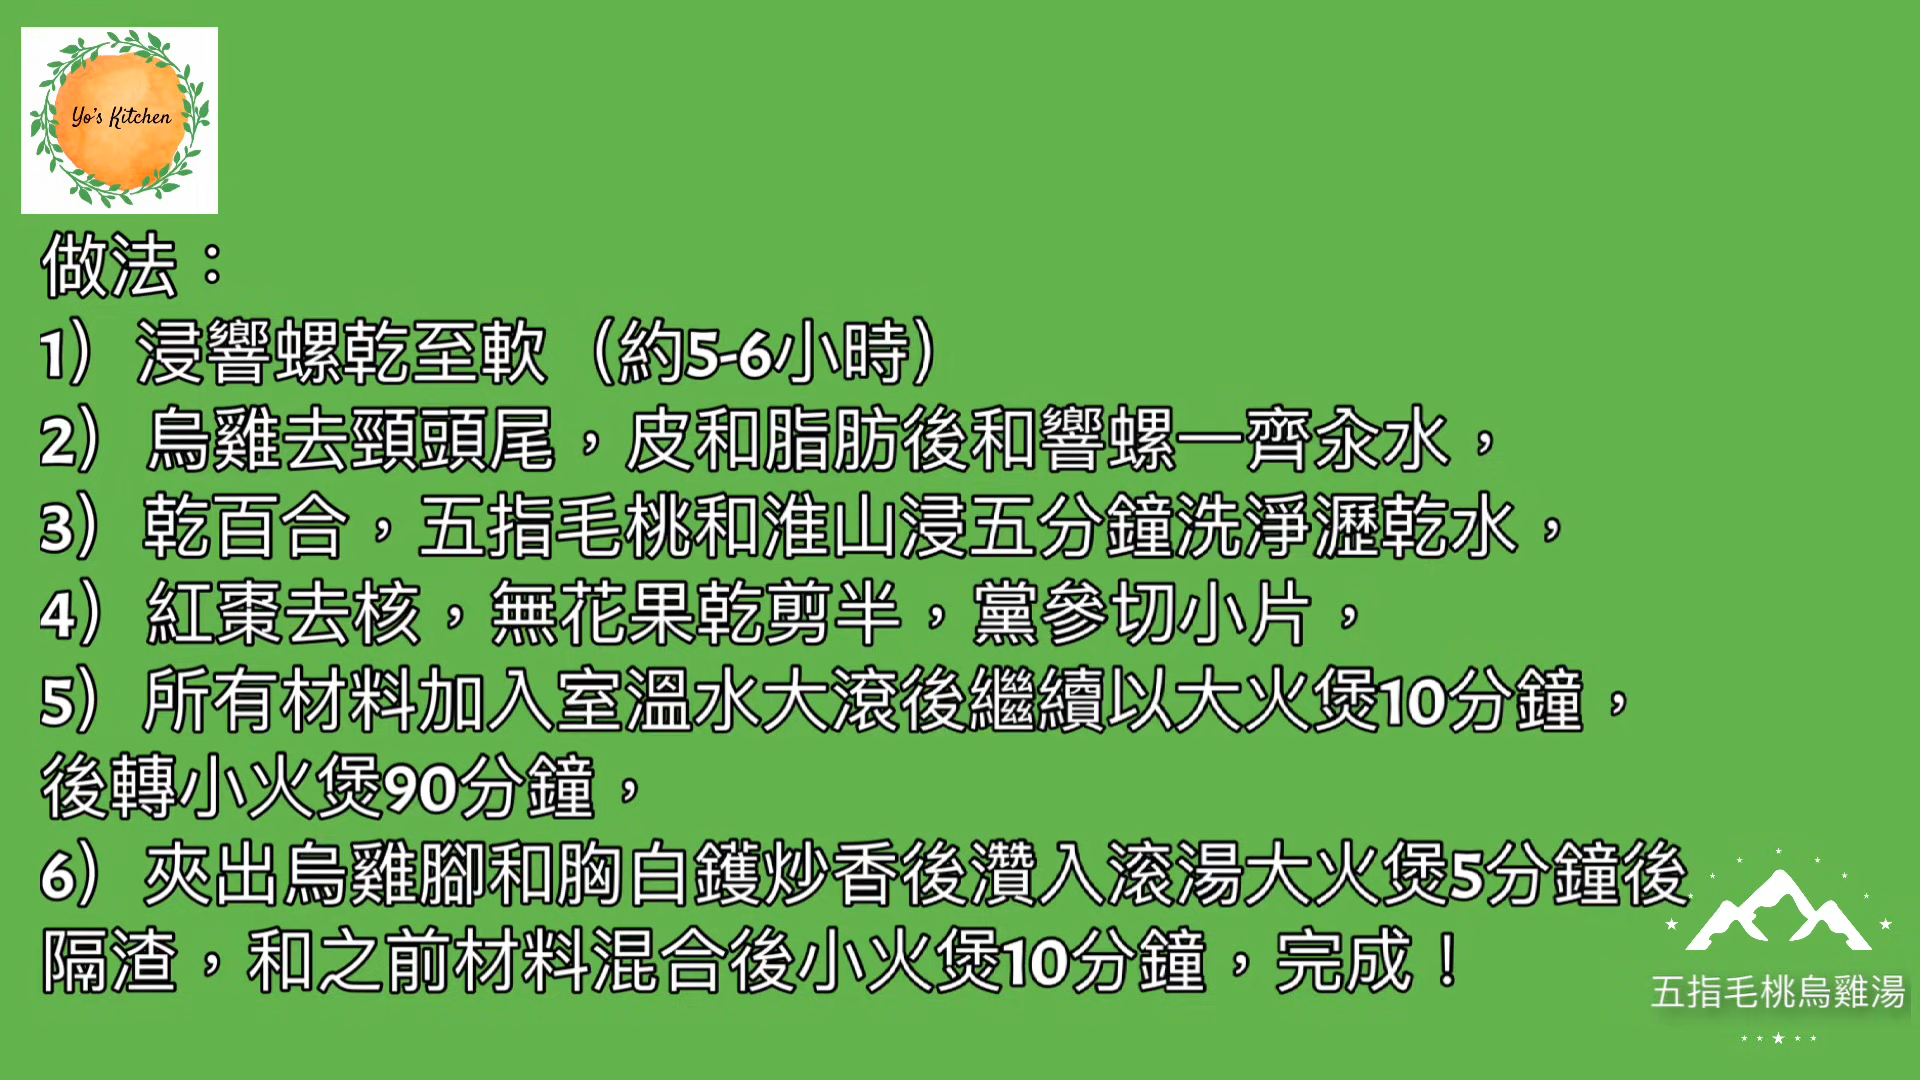 Yo's Kitchen
做法：
1）浸響螺乾至軟（約5-6小時）
2）烏雞去頸頭尾，皮和脂肪後和響螺一齊汆水，
3）乾百合，五指毛桃和淮山浸五分鐘洗淨瀝乾水，
4）紅棗去核，無花果乾剪半，黨參切小片，
5）所有材料加入室溫水大滾後繼續以大火煲10分鐘，
後轉小火煲90分鐘，
6）夾出烏雞腳和胸白鑊炒香後灒入滚湯大火煲5分鐘後
隔渣，和之前材料混合後小火煲10分鐘，完成！
五指毛桃烏雞湯